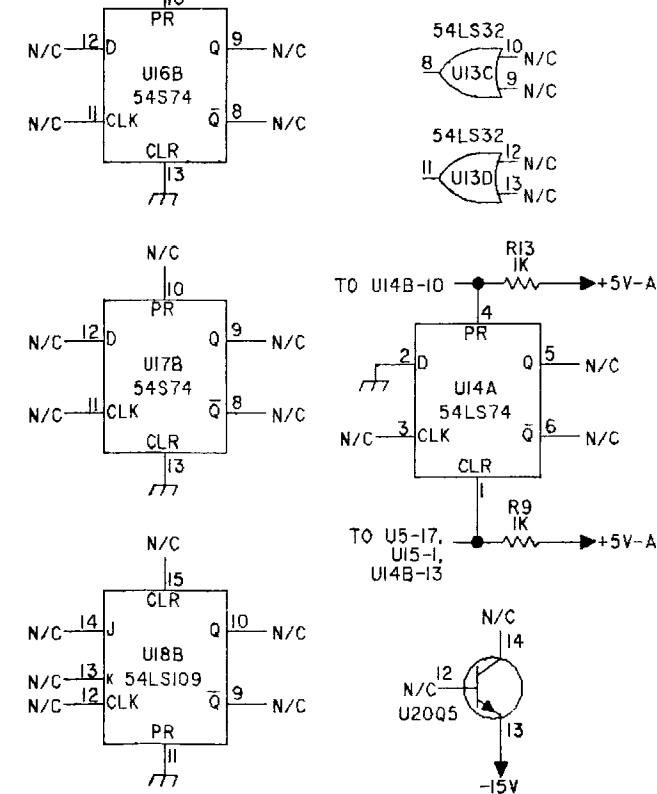 PR
N/C 12 D Q 9 N/C
U16B
54S74
N/C 11 CLK Q̅ 8 N/C
CLR
13
N/C
10
PR
N/C 12 D Q 9 N/C
U17B
54S74
N/C 11 CLK Q̅ 8 N/C
CLR
13
N/C
15
CLR
N/C 14 J Q 10 N/C
U18B
N/C 13 K 54LS109
N/C 12 CLK Q̅ 9 N/C
PR
11
54LS32
10 N/C
8 U13C
9 N/C
54LS32
12 N/C
11 U13D
13 N/C
R13
1K
TO U14B-10 +5V-A
4
PR
2 D Q 5 N/C
U14A
54LS74
N/C 3 CLK Q̅ 6 N/C
CLR
1
R9
1K
TO U5-17, +5V-A
U15-1,
U14B-13
N/C
14
N/C 12
U20Q5
13
-15V